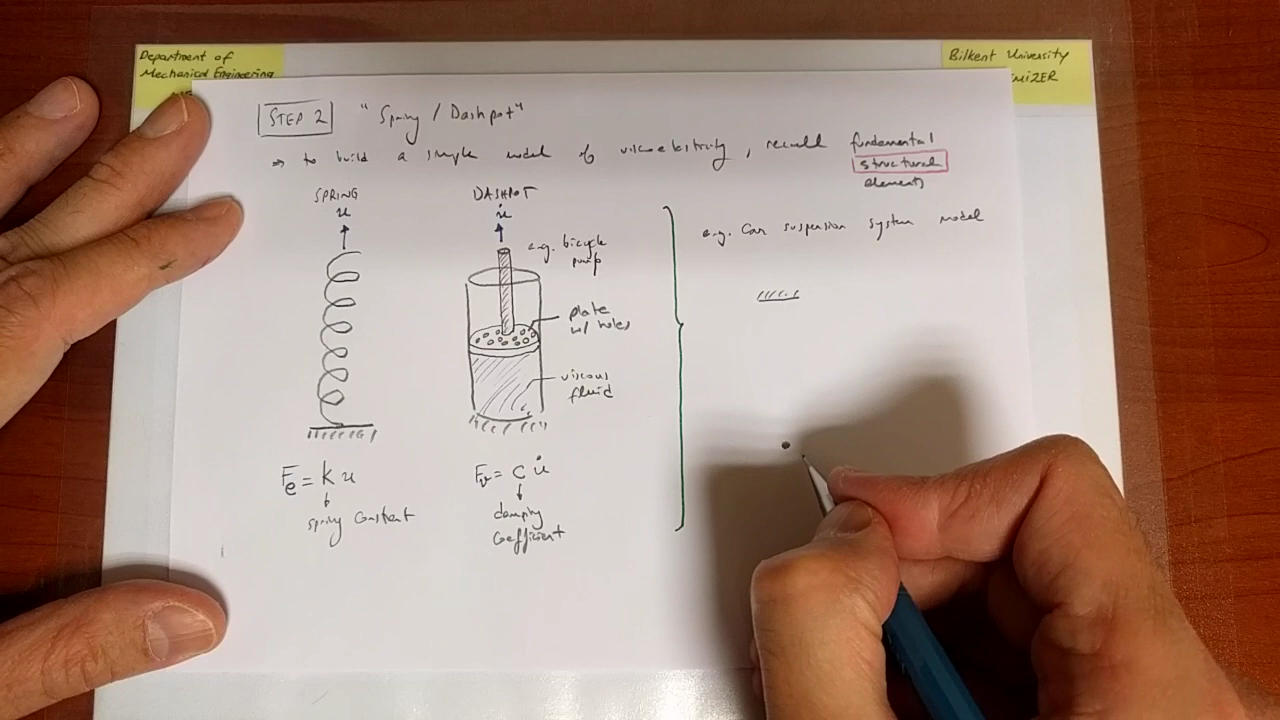 Department of
Mechanical Engineering
Bilkent University
STEP 2 "Spring / Dashpot"
⇒ to build a simple model of viscoelasticity, recall fundamental
structural
elements
SPRING
u
DASHPOT
u̇
e.g. bicycle
pump
plate
w/ holes
viscous
fluid
Fe = k u
spring constant
Fv = c u̇
damping
coefficient
e.g. Car suspension system model